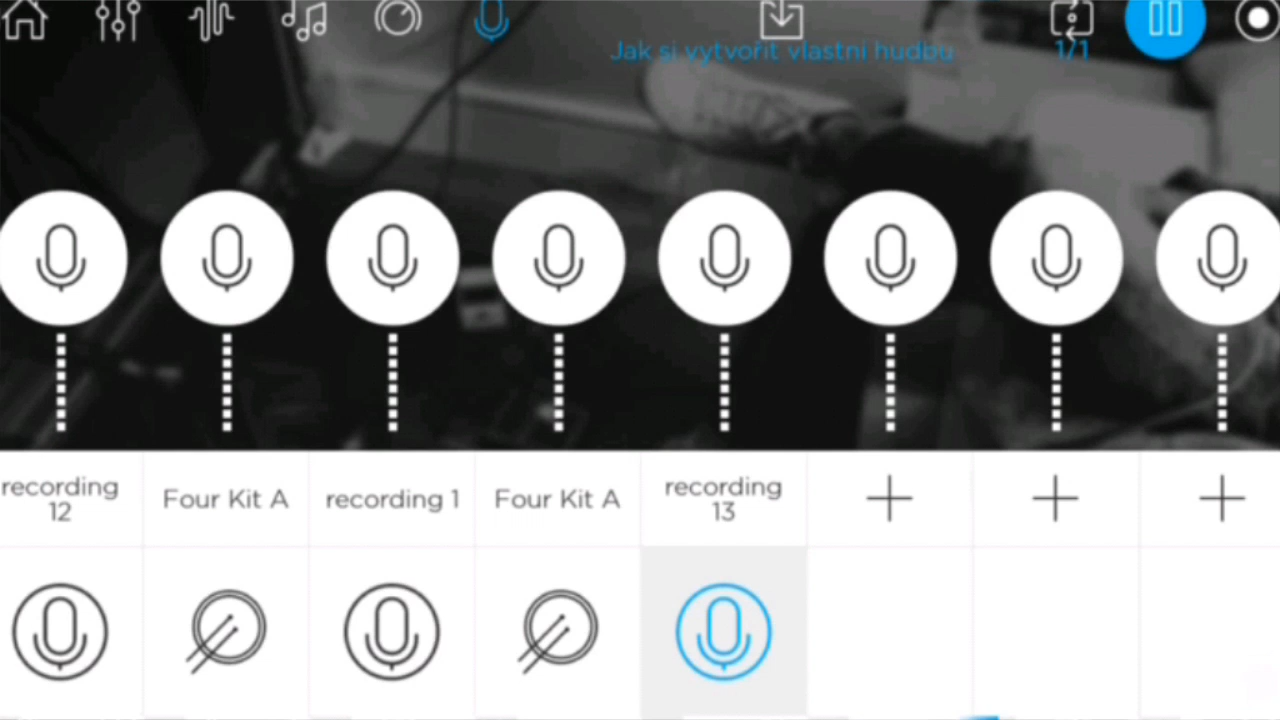 Jak si vytvořit vlastní hudbu
1/1
recording
12
Four Kit A
recording 1
Four Kit A
recording
13